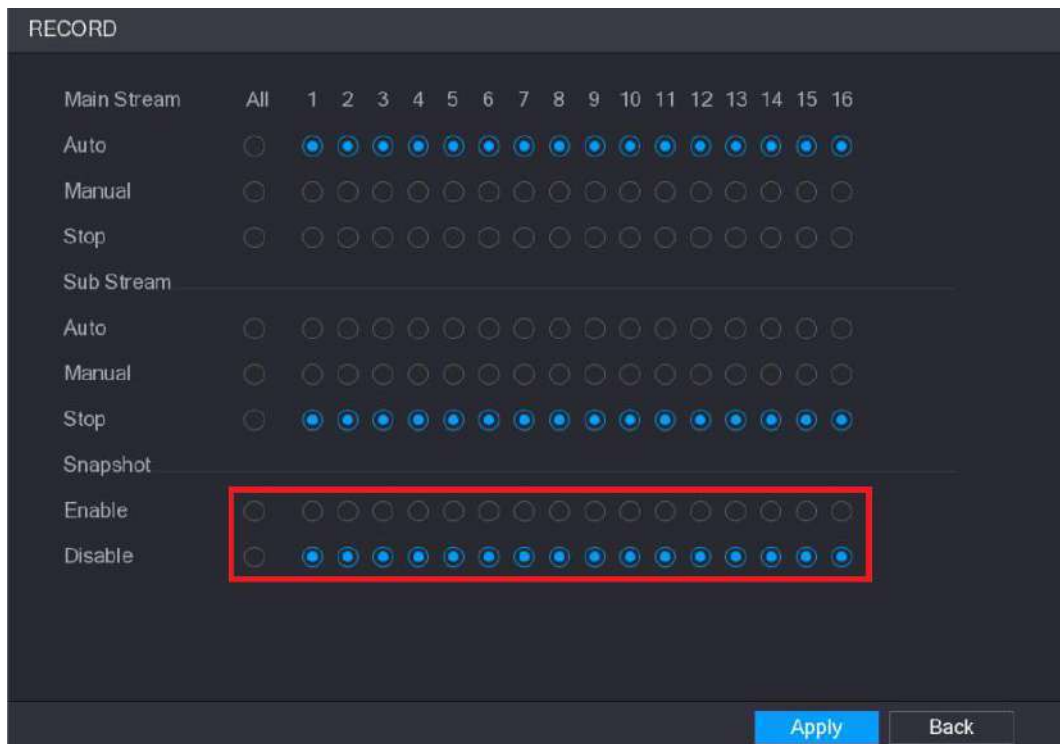 RECORD
Main Stream All 1 2 3 4 5 6 7 8 9 10 11 12 13 14 15 16
Auto
Manual
Stop
Sub Stream
Auto
Manual
Stop
Snapshot
Enable
Disable
Apply Back